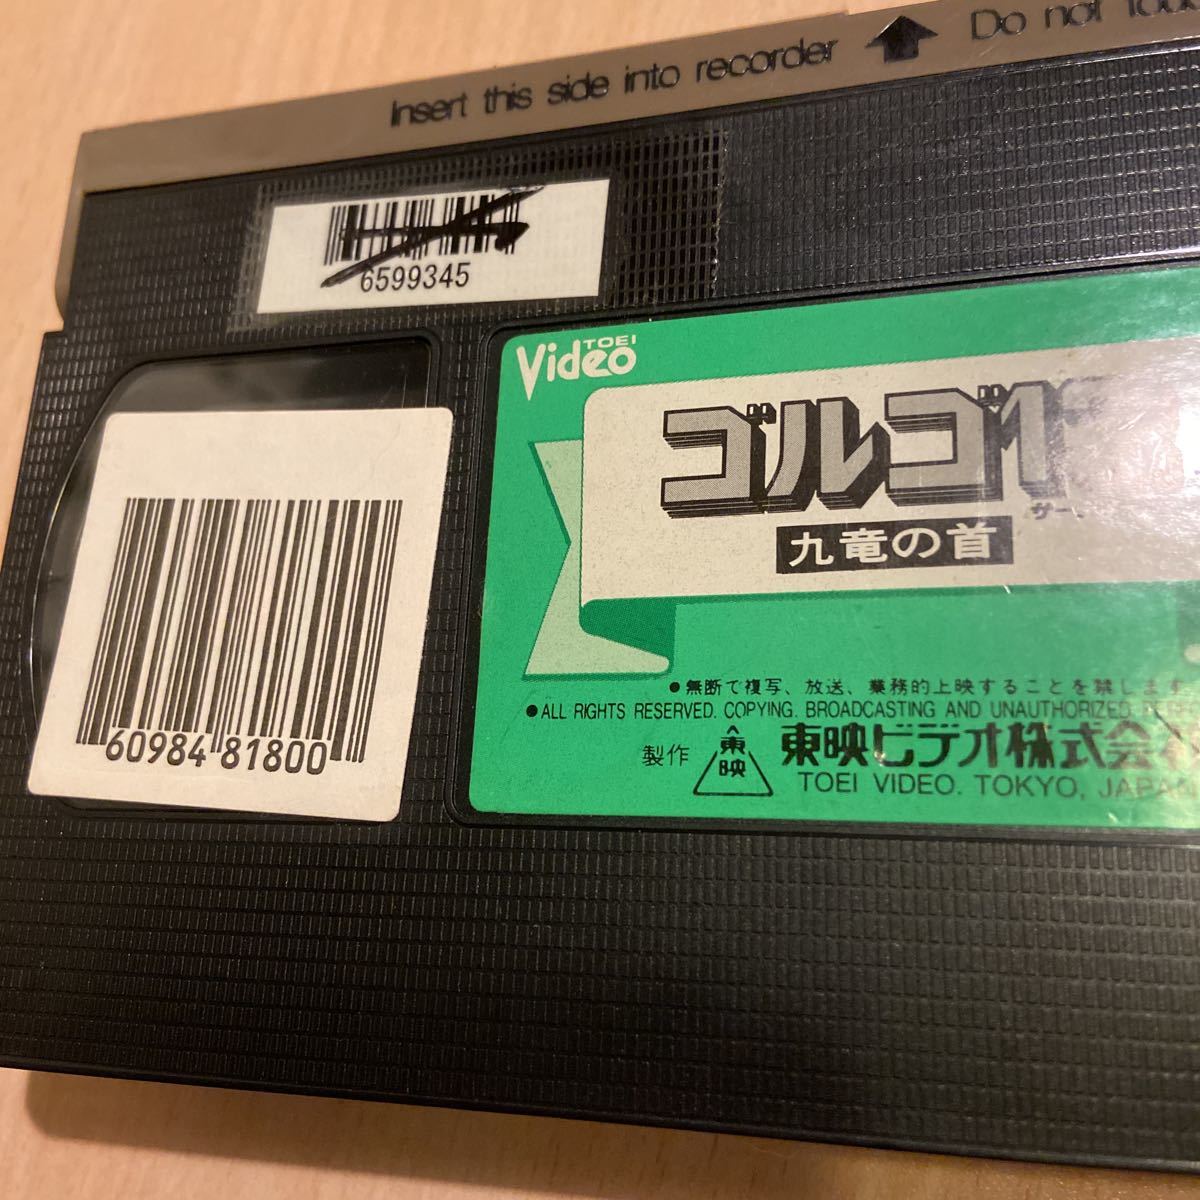 Insert this side into recorder
Do not
6599345
TOEI
Video
ゴルゴ13
九竜の首
60984 81800
●無断で複写、放送、業務的上映することを禁します
●ALL RIGHTS RESERVED. COPYING. BROADCASTING AND UNAUTHORIZED
製作 東映 東映ビデオ株式会
TOEI VIDEO. TOKYO, JAPAN